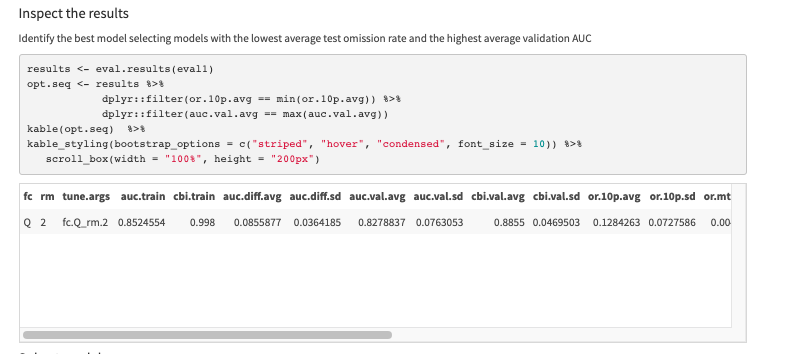 Inspect the results
Identify the best model selecting models with the lowest average test omission rate and the highest average validation AUC
results <- eval.results(eval1)
opt.seq <- results %>%
dplyr::filter(or.10p.avg == min(or.10p.avg)) %>%
dplyr::filter(auc.val.avg == max(auc.val.avg))
kable(opt.seq)  %>%
kable_styling(bootstrap_options = c("striped", "hover", "condensed", font_size = 10)) %>%
scroll_box(width = "100%", height = "200px")
fc rm tune.args auc.train cbi.train auc.diff.avg auc.diff.sd auc.val.avg auc.val.sd cbi.val.avg cbi.val.sd or.10p.avg or.10p.sd or.mt
Q 2 fc.Q_rm.2 0.8524554 0.998 0.0855877 0.0364185 0.8278837 0.0763053 0.8855 0.0469503 0.1284263 0.0727586 0.00